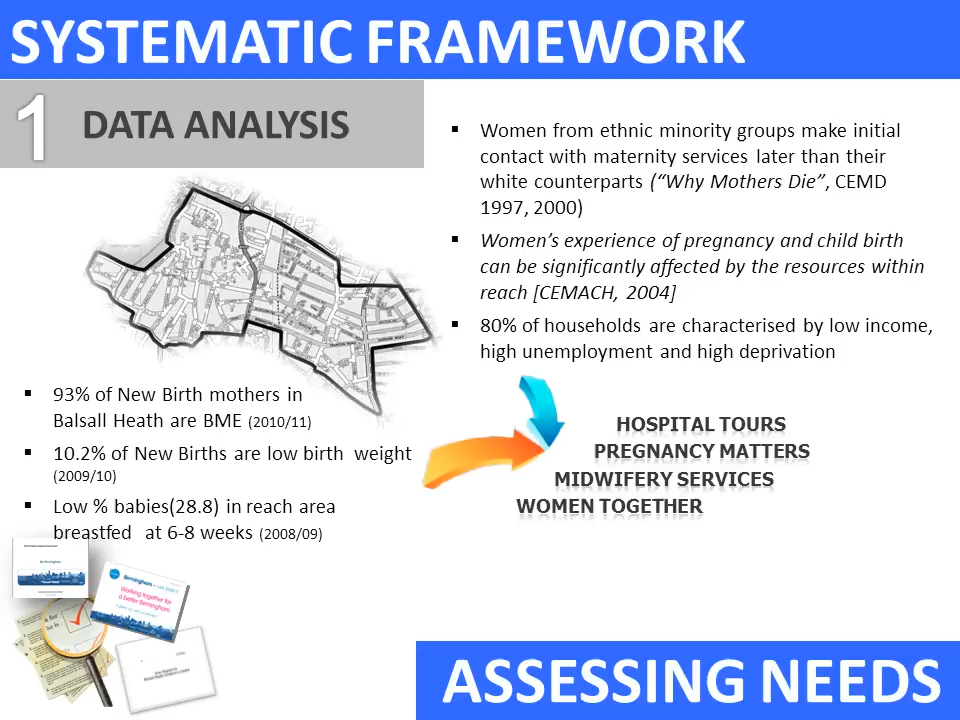 SYSTEMATIC FRAMEWORK
1
DATA ANALYSIS
▪ Women from ethnic minority groups make initial
contact with maternity services later than their
white counterparts (“Why Mothers Die”, CEMD
1997, 2000)
▪ Women’s experience of pregnancy and child birth
can be significantly affected by the resources within
reach [CEMACH, 2004]
▪ 80% of households are characterised by low income,
high unemployment and high deprivation
▪ 93% of New Birth mothers in
Balsall Heath are BME (2010/11)
▪ 10.2% of New Births are low birth weight
(2009/10)
▪ Low % babies(28.8) in reach area
breastfed at 6-8 weeks (2008/09)
HOSPITAL TOURS
PREGNANCY MATTERS
MIDWIFERY SERVICES
WOMEN TOGETHER
Birmingham
Working together for
a better Birmingham
ASSESSING NEEDS